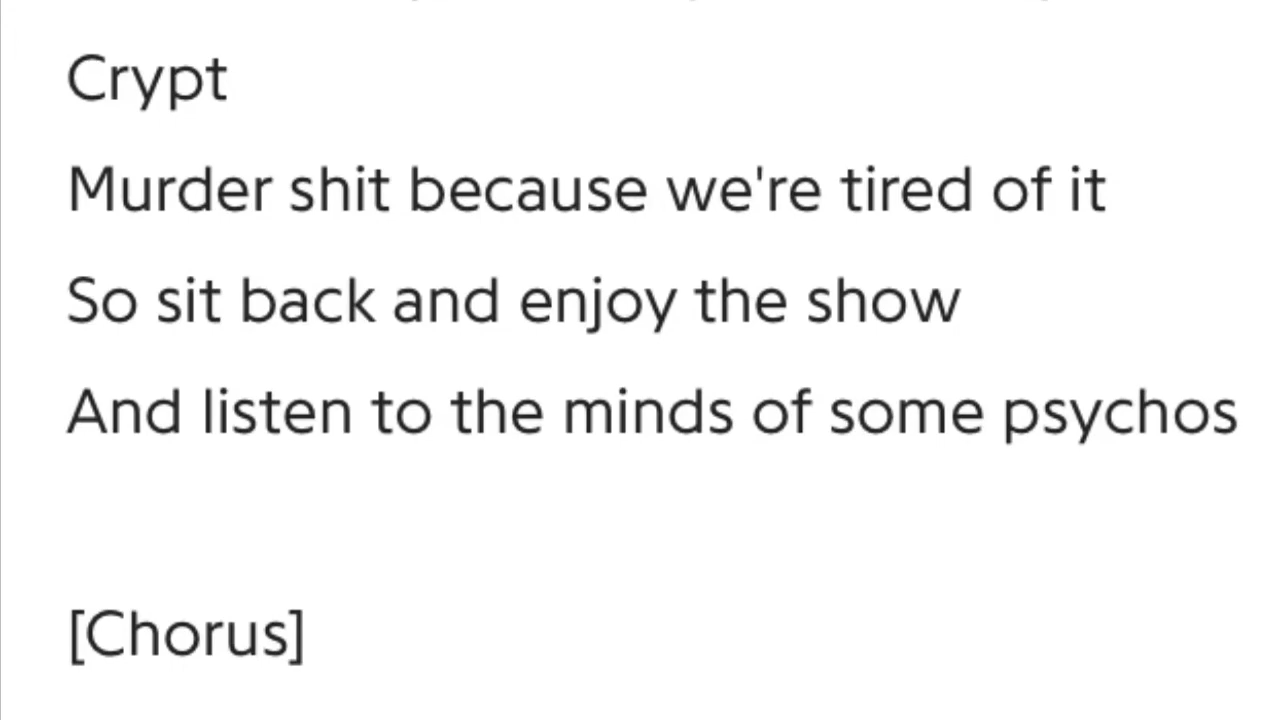 Crypt
Murder shit because we're tired of it
So sit back and enjoy the show
And listen to the minds of some psychos
[Chorus]